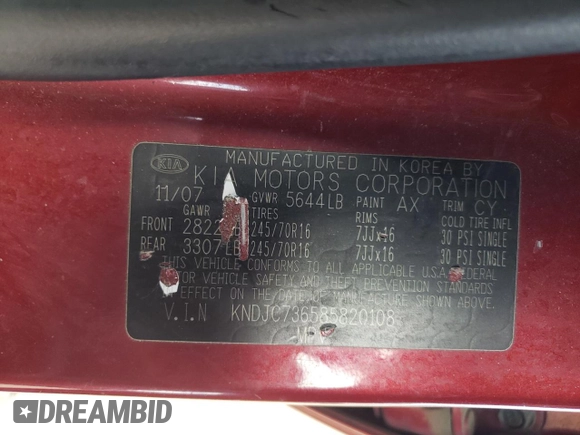 MANUFACTURED IN KOREA BY
KIA KIA MOTORS CORPORATION
11/07 GVWR 5644LB PAINT AX TRIM CY
GAWR TIRES RIMS COLD TIRE INFL
FRONT 245/70R16 7JJx16 30 PSI SINGLE
REAR 3307LB 245/70R16 7JJx16 30 PSI SINGLE
THIS VEHICLE CONFORMS TO ALL APPLICABLE U.S.A FEDERAL
MOTOR VEHICLE SAFETY AND THEFT PREVENTION STANDARDS
IN EFFECT ON THE DATE OF MANUFACTURE SHOWN ABOVE.
V.I.N KNDJC736585820108
DREAMBID